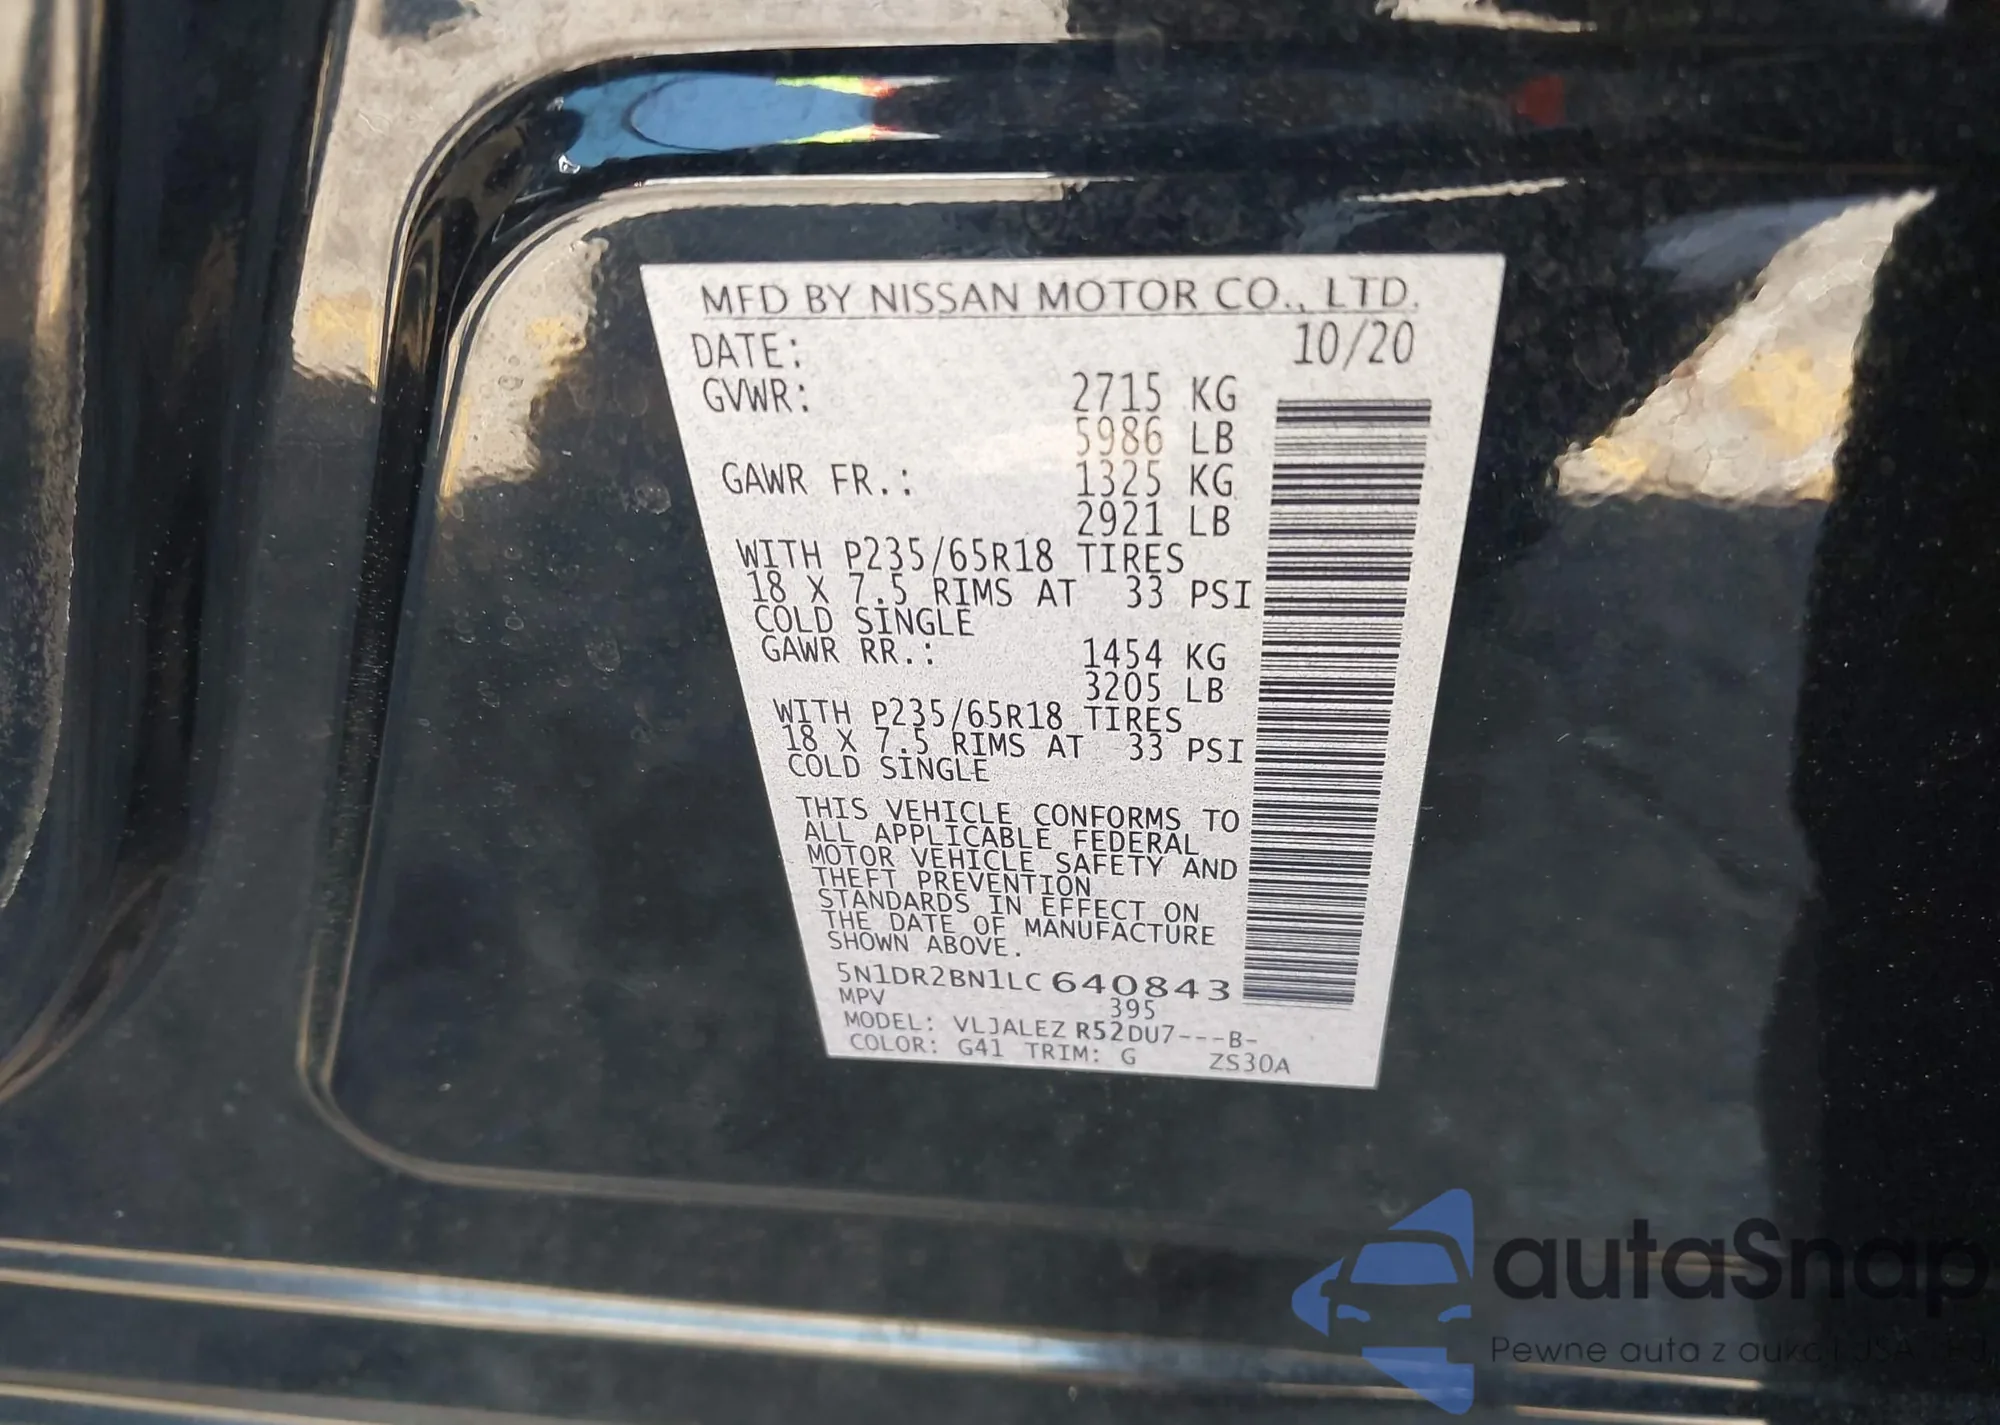 MFD BY NISSAN MOTOR CO., LTD.
DATE: 10/20
GVWR: 2715 KG
5986 LB
GAWR FR.: 1325 KG
2921 LB
WITH P235/65R18 TIRES
18 X 7.5 RIMS AT 33 PSI
COLD SINGLE
GAWR RR.: 1454 KG
3205 LB
WITH P235/65R18 TIRES
18 X 7.5 RIMS AT 33 PSI
COLD SINGLE
THIS VEHICLE CONFORMS TO
ALL APPLICABLE FEDERAL
MOTOR VEHICLE SAFETY AND
THEFT PREVENTION
STANDARDS IN EFFECT ON
THE DATE OF MANUFACTURE
SHOWN ABOVE.
5N1DR2BN1LC640843
MPV 395
MODEL: VLJALEZ R52DU7---B-
COLOR: G41 TRIM: G ZS30A
autaSnap
Pewne auta z aukcji USA